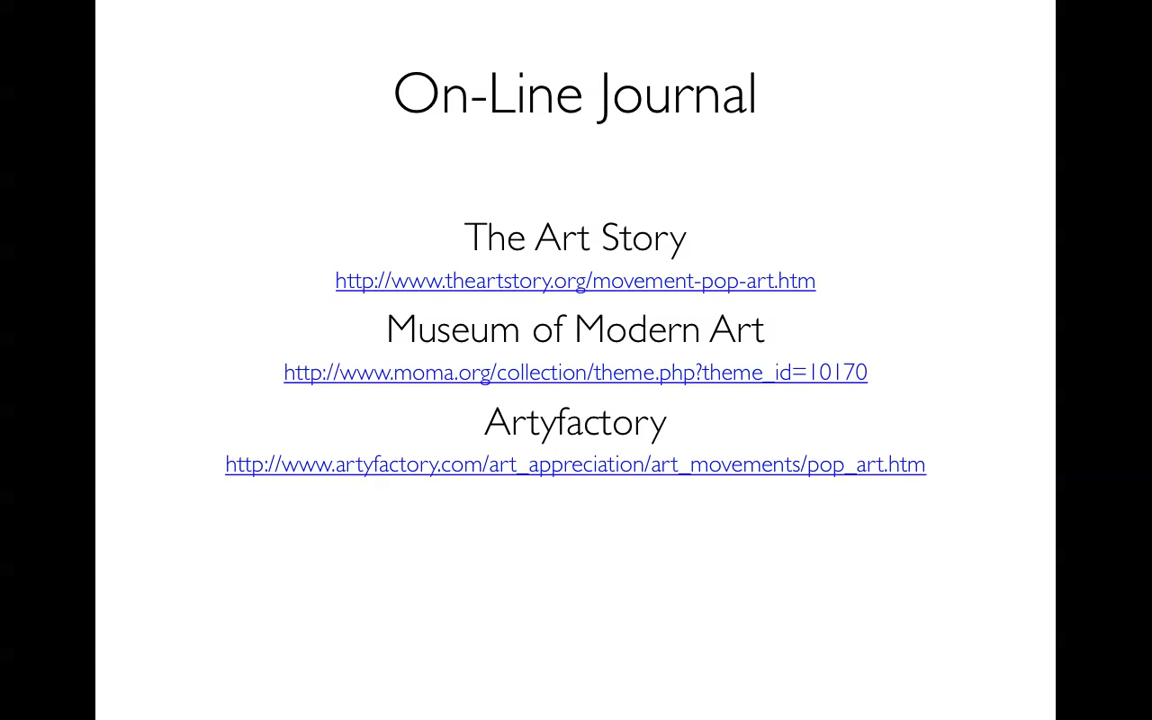 On-Line Journal
The Art Story
http://www.theartstory.org/movement-pop-art.htm
Museum of Modern Art
http://www.moma.org/collection/theme.php?theme_id=10170
Artyfactory
http://www.artyfactory.com/art_appreciation/art_movements/pop_art.htm